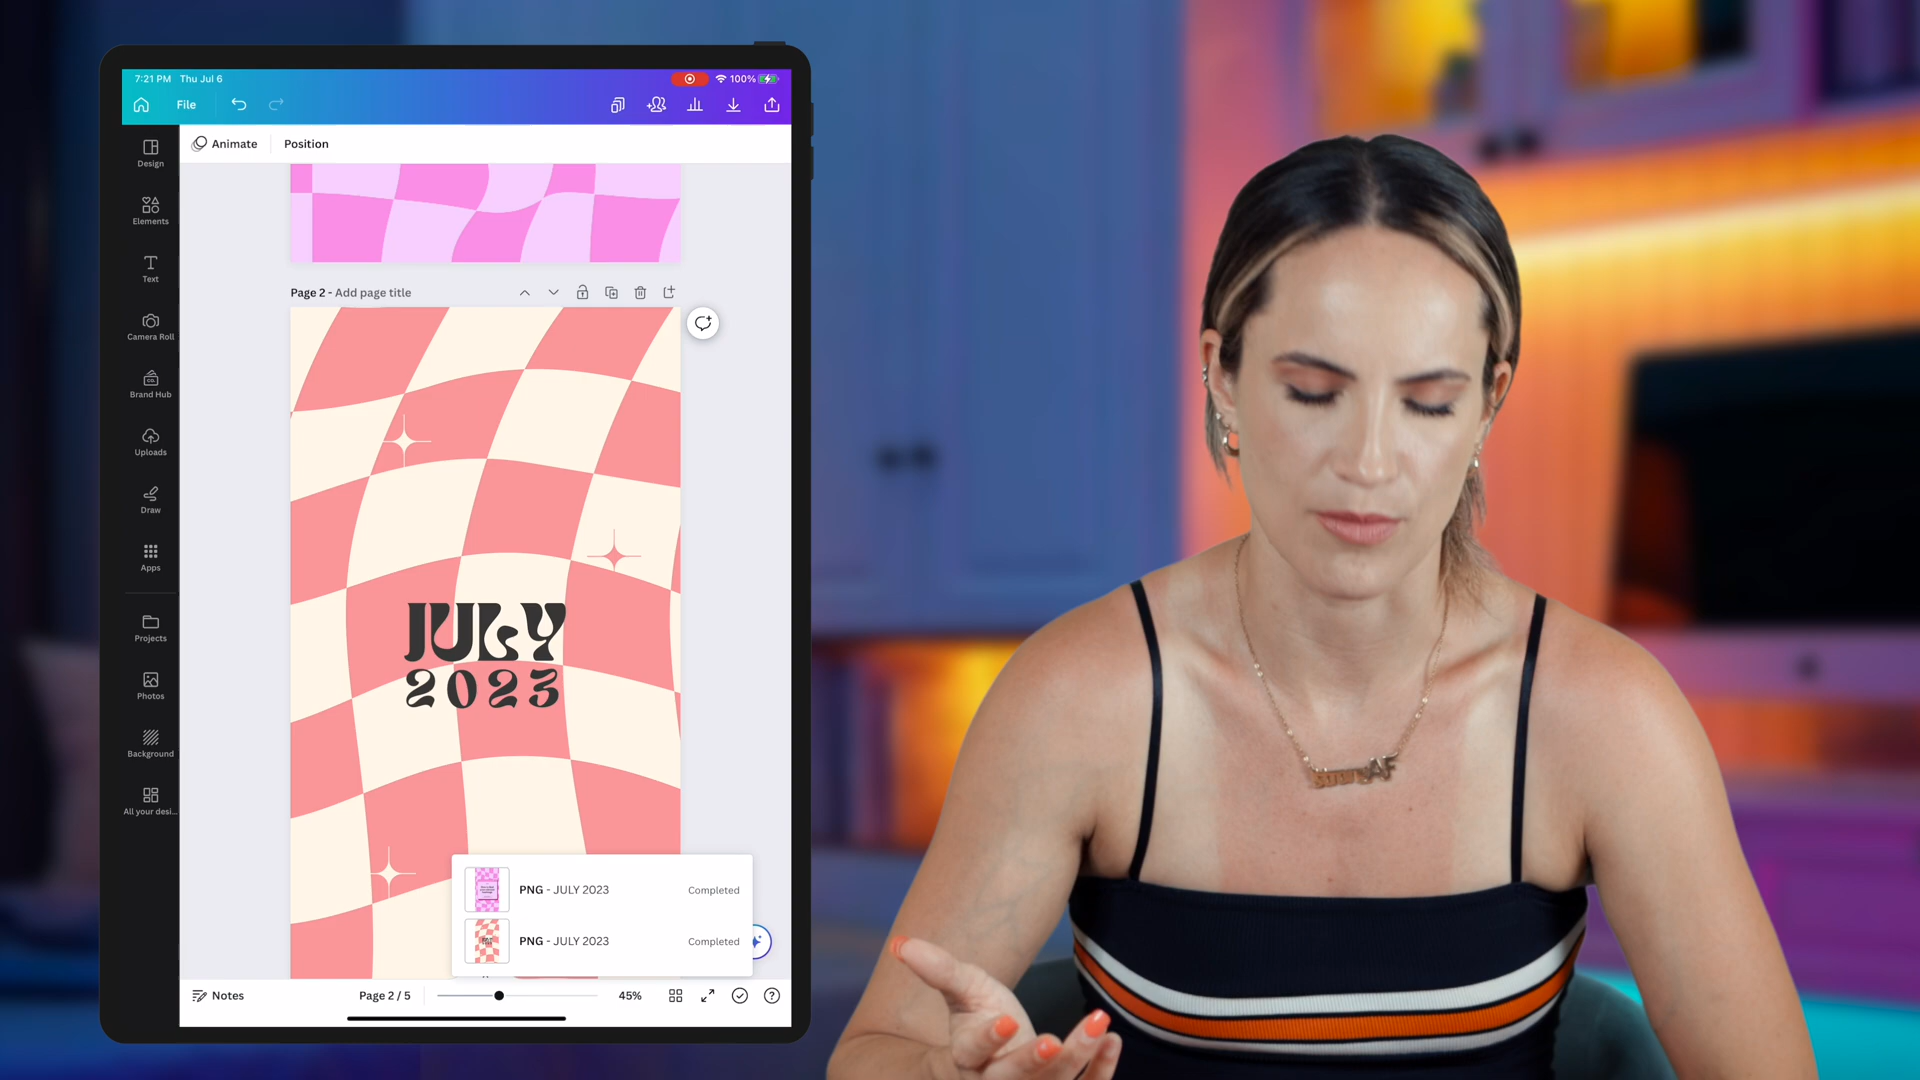 7:21 PM Thu Jul 6
100%
File
Animate
Position
Design
Elements
Text
Camera Roll
Brand Hub
Uploads
Draw
Apps
Projects
Photos
Background
All your desi...
Page 2 - Add page title
JULY
2023
PNG - JULY 2023 Completed
PNG - JULY 2023 Completed
Notes
Page 2 / 5
45%